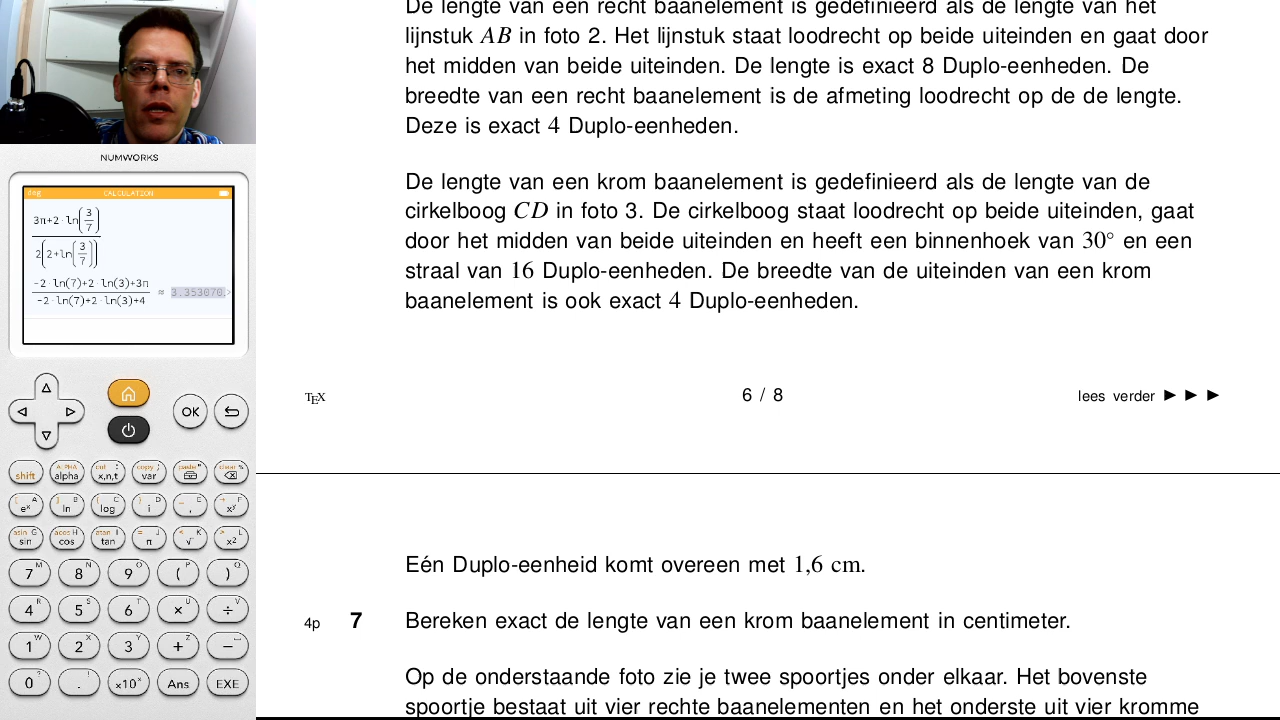 De lengte van een recht baanelement is gedefinieerd als de lengte van het
lijnstuk AB in foto 2. Het lijnstuk staat loodrecht op beide uiteinden en gaat door
het midden van beide uiteinden. De lengte is exact 8 Duplo-eenheden. De
breedte van een recht baanelement is de afmeting loodrecht op de de lengte.
Deze is exact 4 Duplo-eenheden.
De lengte van een krom baanelement is gedefinieerd als de lengte van de
cirkelboog CD in foto 3. De cirkelboog staat loodrecht op beide uiteinden, gaat
door het midden van beide uiteinden en heeft een binnenhoek van 30° en een
straal van 16 Duplo-eenheden. De breedte van de uiteinden van een krom
baanelement is ook exact 4 Duplo-eenheden.
TEX 6 / 8 lees verder ►►►
Eén Duplo-eenheid komt overeen met 1,6 cm.
4p 7 Bereken exact de lengte van een krom baanelement in centimeter.
Op de onderstaande foto zie je twee spoortjes onder elkaar. Het bovenste
spoortje bestaat uit vier rechte baanelementen en het onderste uit vier kromme
NUMWORKS
deg CALCULATION
3π+2·ln(3/7)
2(2+ln(3/7))
-2·ln(7)+2·ln(3)+3π
-2·ln(7)+2·ln(3)+4 ≈ 3.353070
OK
shift alpha x,n,t var
eˣ ln log i , xʸ
sin cos tan π √ x²
7 8 9 ( )
4 5 6 × ÷
1 2 3 + −
0 . ×10ˣ Ans EXE